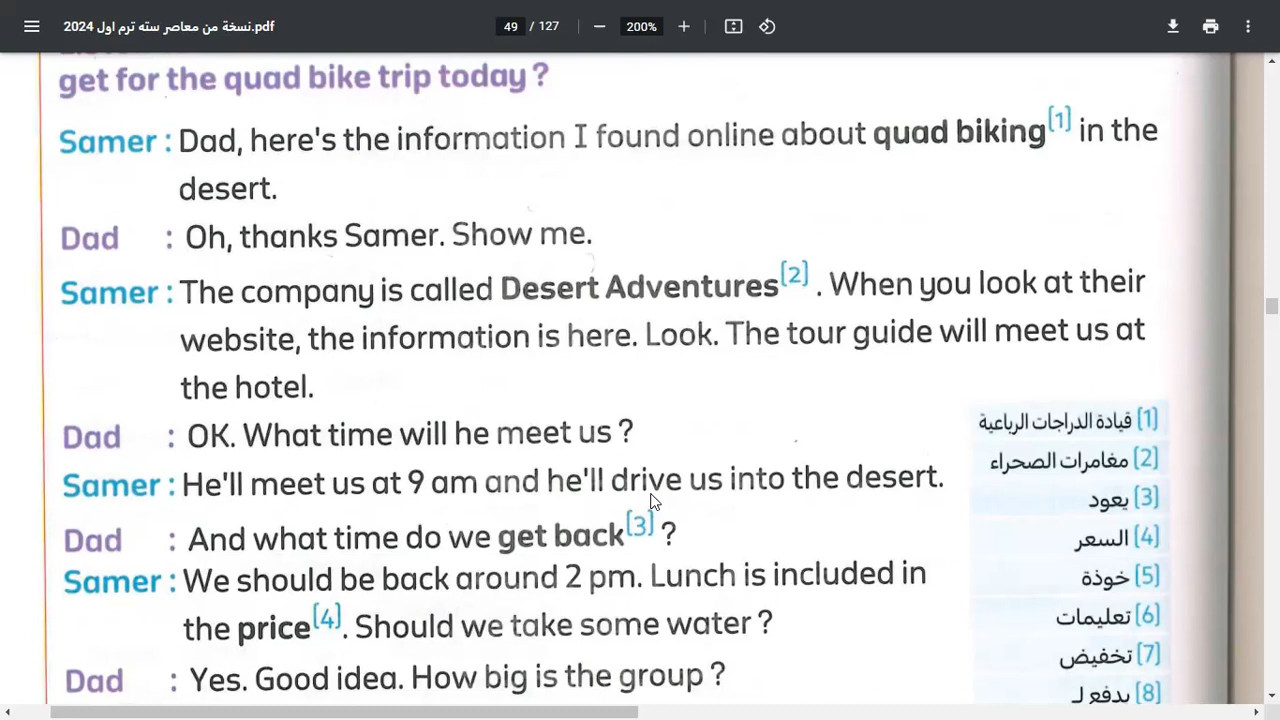 نسخة من معاصر سته ترم اول 2024.pdf
49 / 127
200%
get for the quad bike trip today ?
Samer : Dad, here's the information I found online about quad biking[1] in the
desert.
Dad : Oh, thanks Samer. Show me.
Samer : The company is called Desert Adventures[2] . When you look at their
website, the information is here. Look. The tour guide will meet us at
the hotel.
Dad : OK. What time will he meet us ?
Samer : He'll meet us at 9 am and he'll drive us into the desert.
Dad : And what time do we get back[3] ?
Samer : We should be back around 2 pm. Lunch is included in
the price[4]. Should we take some water ?
Dad : Yes. Good idea. How big is the group ?
[1] قيادة الدراجات الرباعية
[2] مغامرات الصحراء
[3] يعود
[4] السعر
[5] خوذة
[6] تعليمات
[7] تخفيض
[8] يدفع لـ